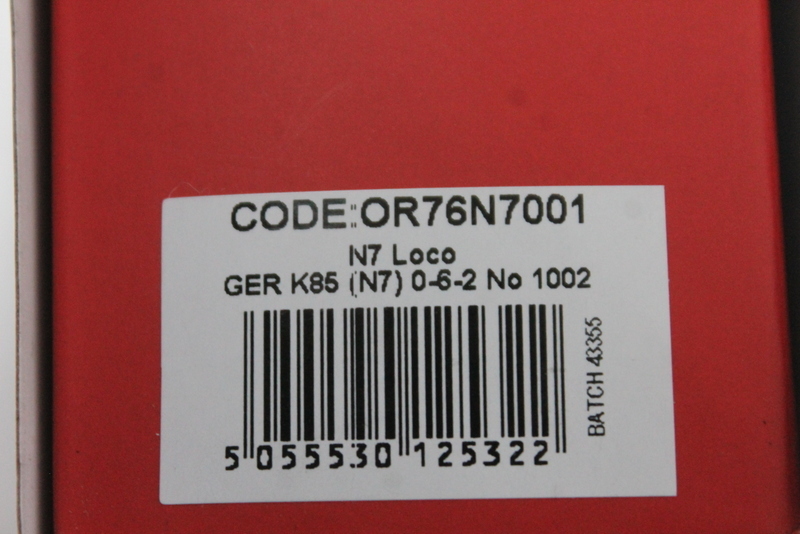 CODE:OR76N7001
N7 Loco
GER K85 (N7) 0-6-2 No 1002
BATCH 43355
5 055530 125322